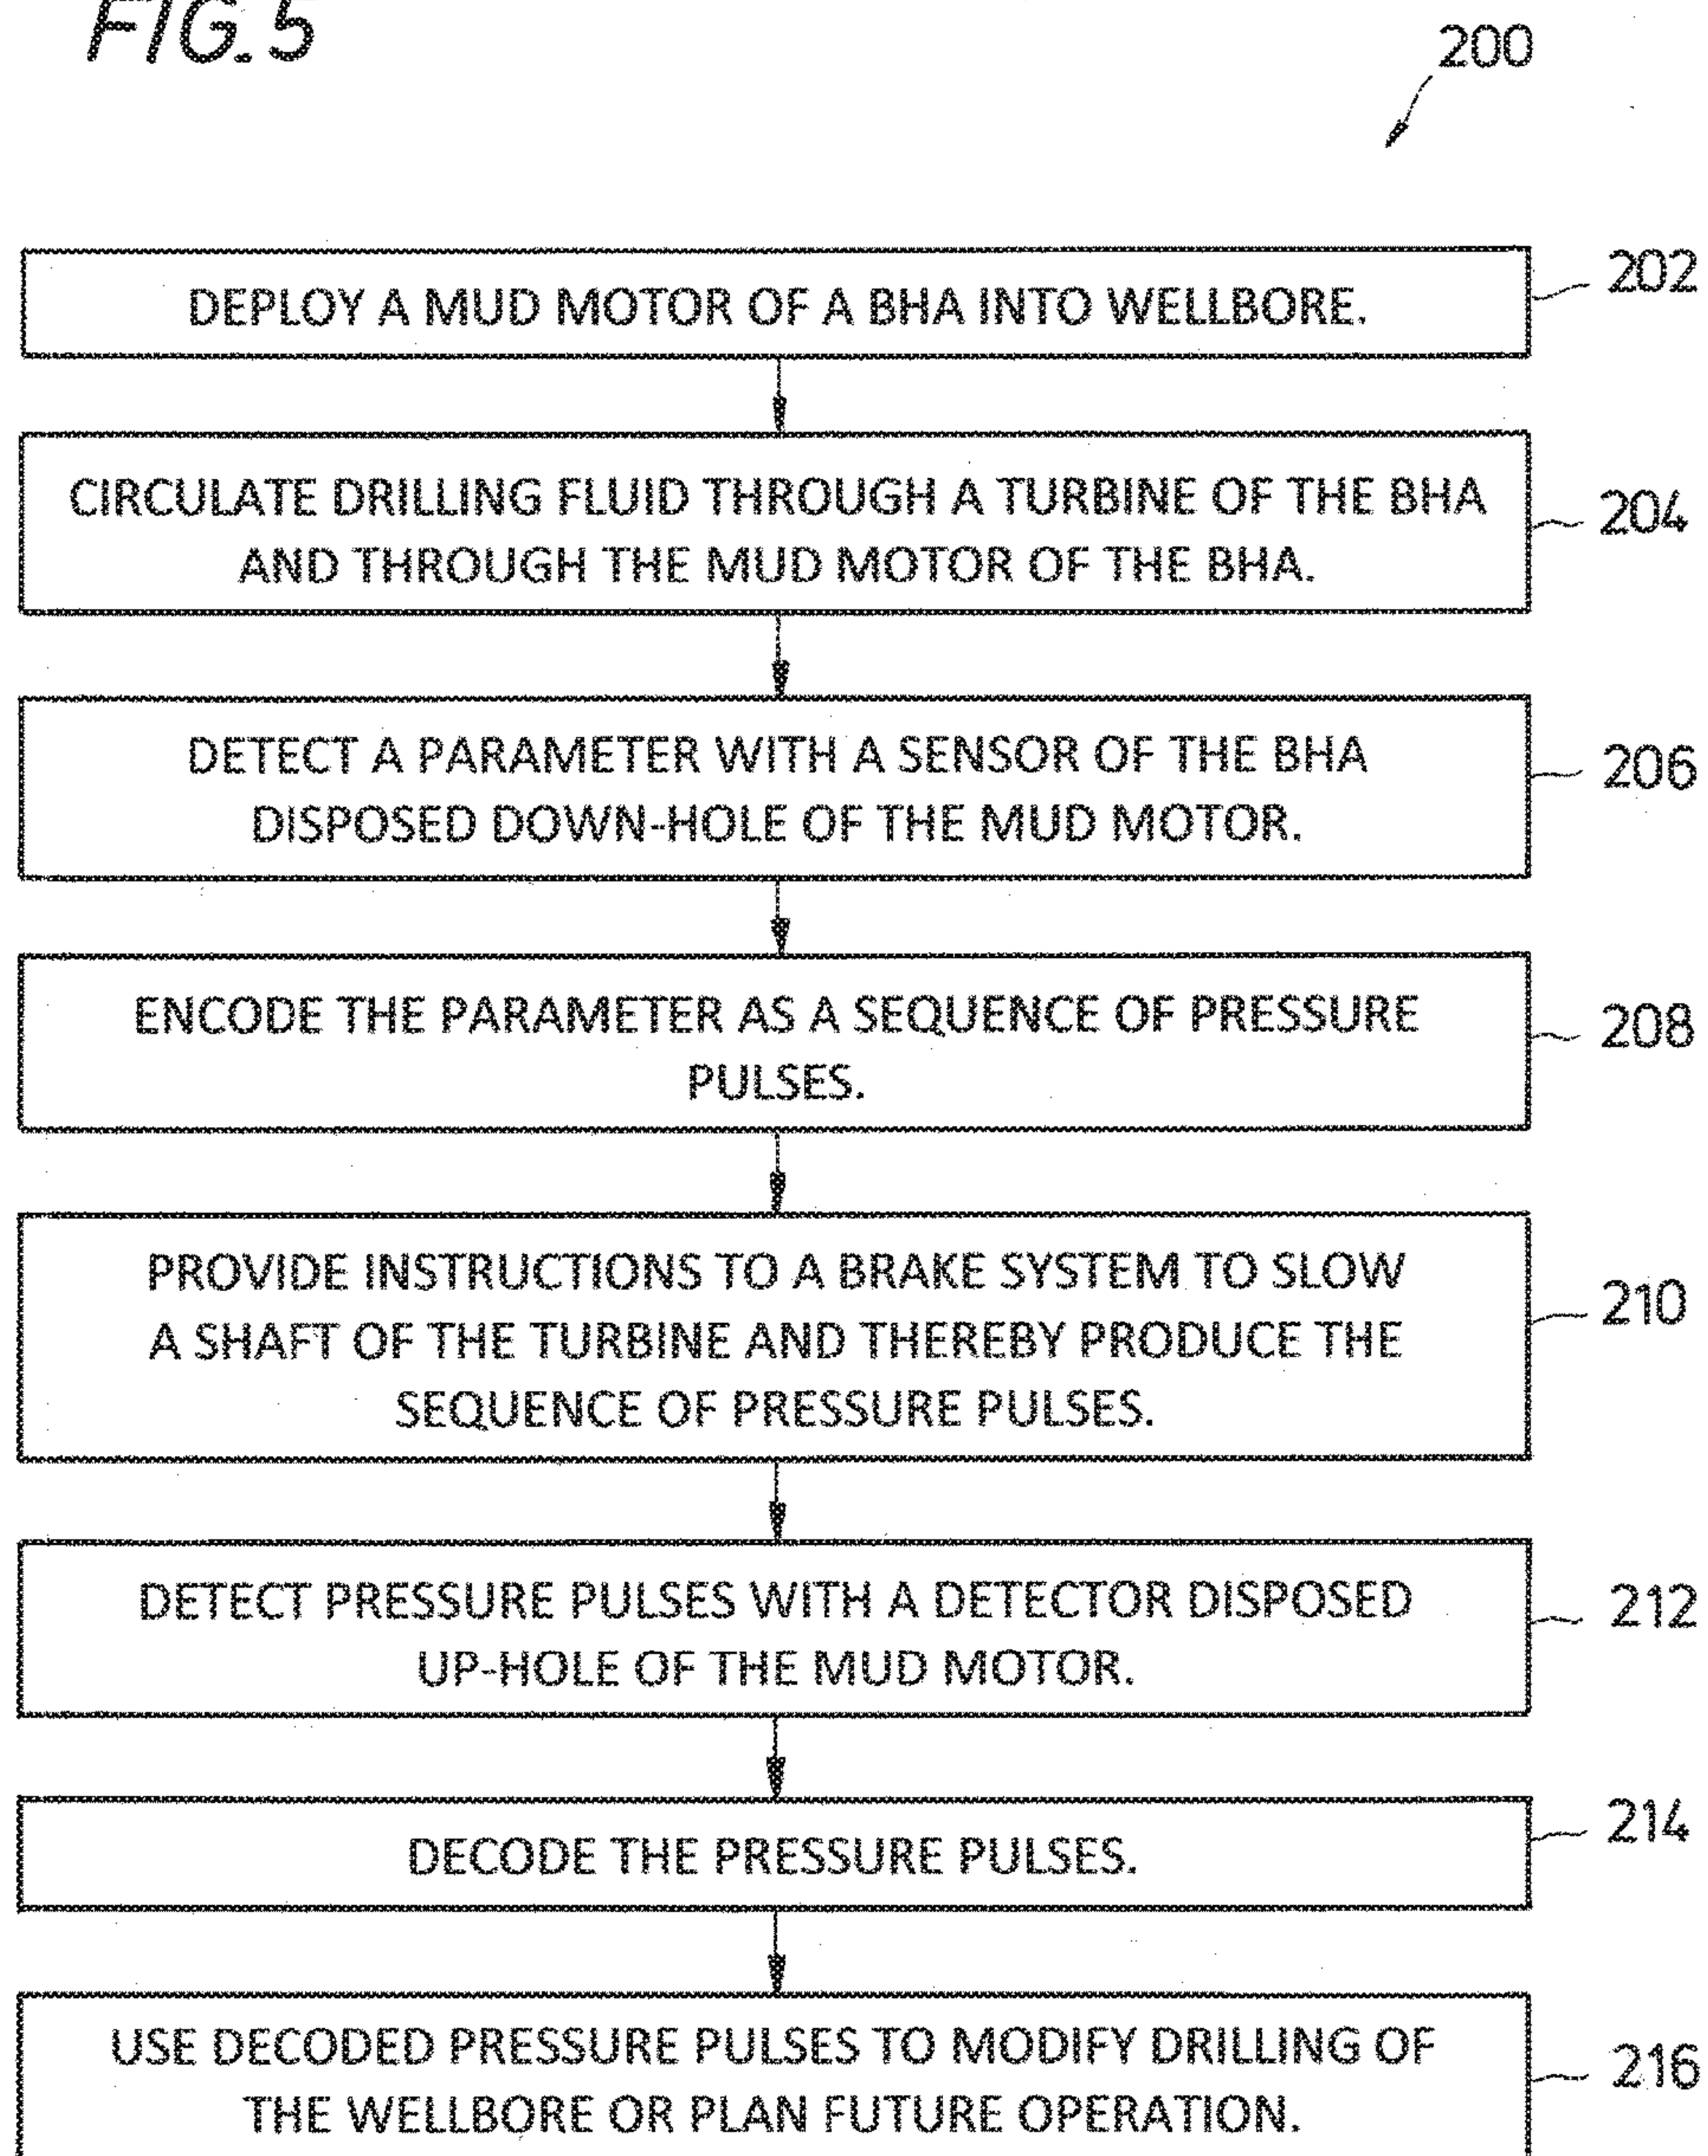 FIG. 5
200
DEPLOY A MUD MOTOR OF A BHA INTO WELLBORE.
202
CIRCULATE DRILLING FLUID THROUGH A TURBINE OF THE BHA
AND THROUGH THE MUD MOTOR OF THE BHA.
204
DETECT A PARAMETER WITH A SENSOR OF THE BHA
DISPOSED DOWN-HOLE OF THE MUD MOTOR.
206
ENCODE THE PARAMETER AS A SEQUENCE OF PRESSURE
PULSES.
208
PROVIDE INSTRUCTIONS TO A BRAKE SYSTEM TO SLOW
A SHAFT OF THE TURBINE AND THEREBY PRODUCE THE
SEQUENCE OF PRESSURE PULSES.
210
DETECT PRESSURE PULSES WITH A DETECTOR DISPOSED
UP-HOLE OF THE MUD MOTOR.
212
DECODE THE PRESSURE PULSES.
214
USE DECODED PRESSURE PULSES TO MODIFY DRILLING OF
THE WELLBORE OR PLAN FUTURE OPERATION.
216